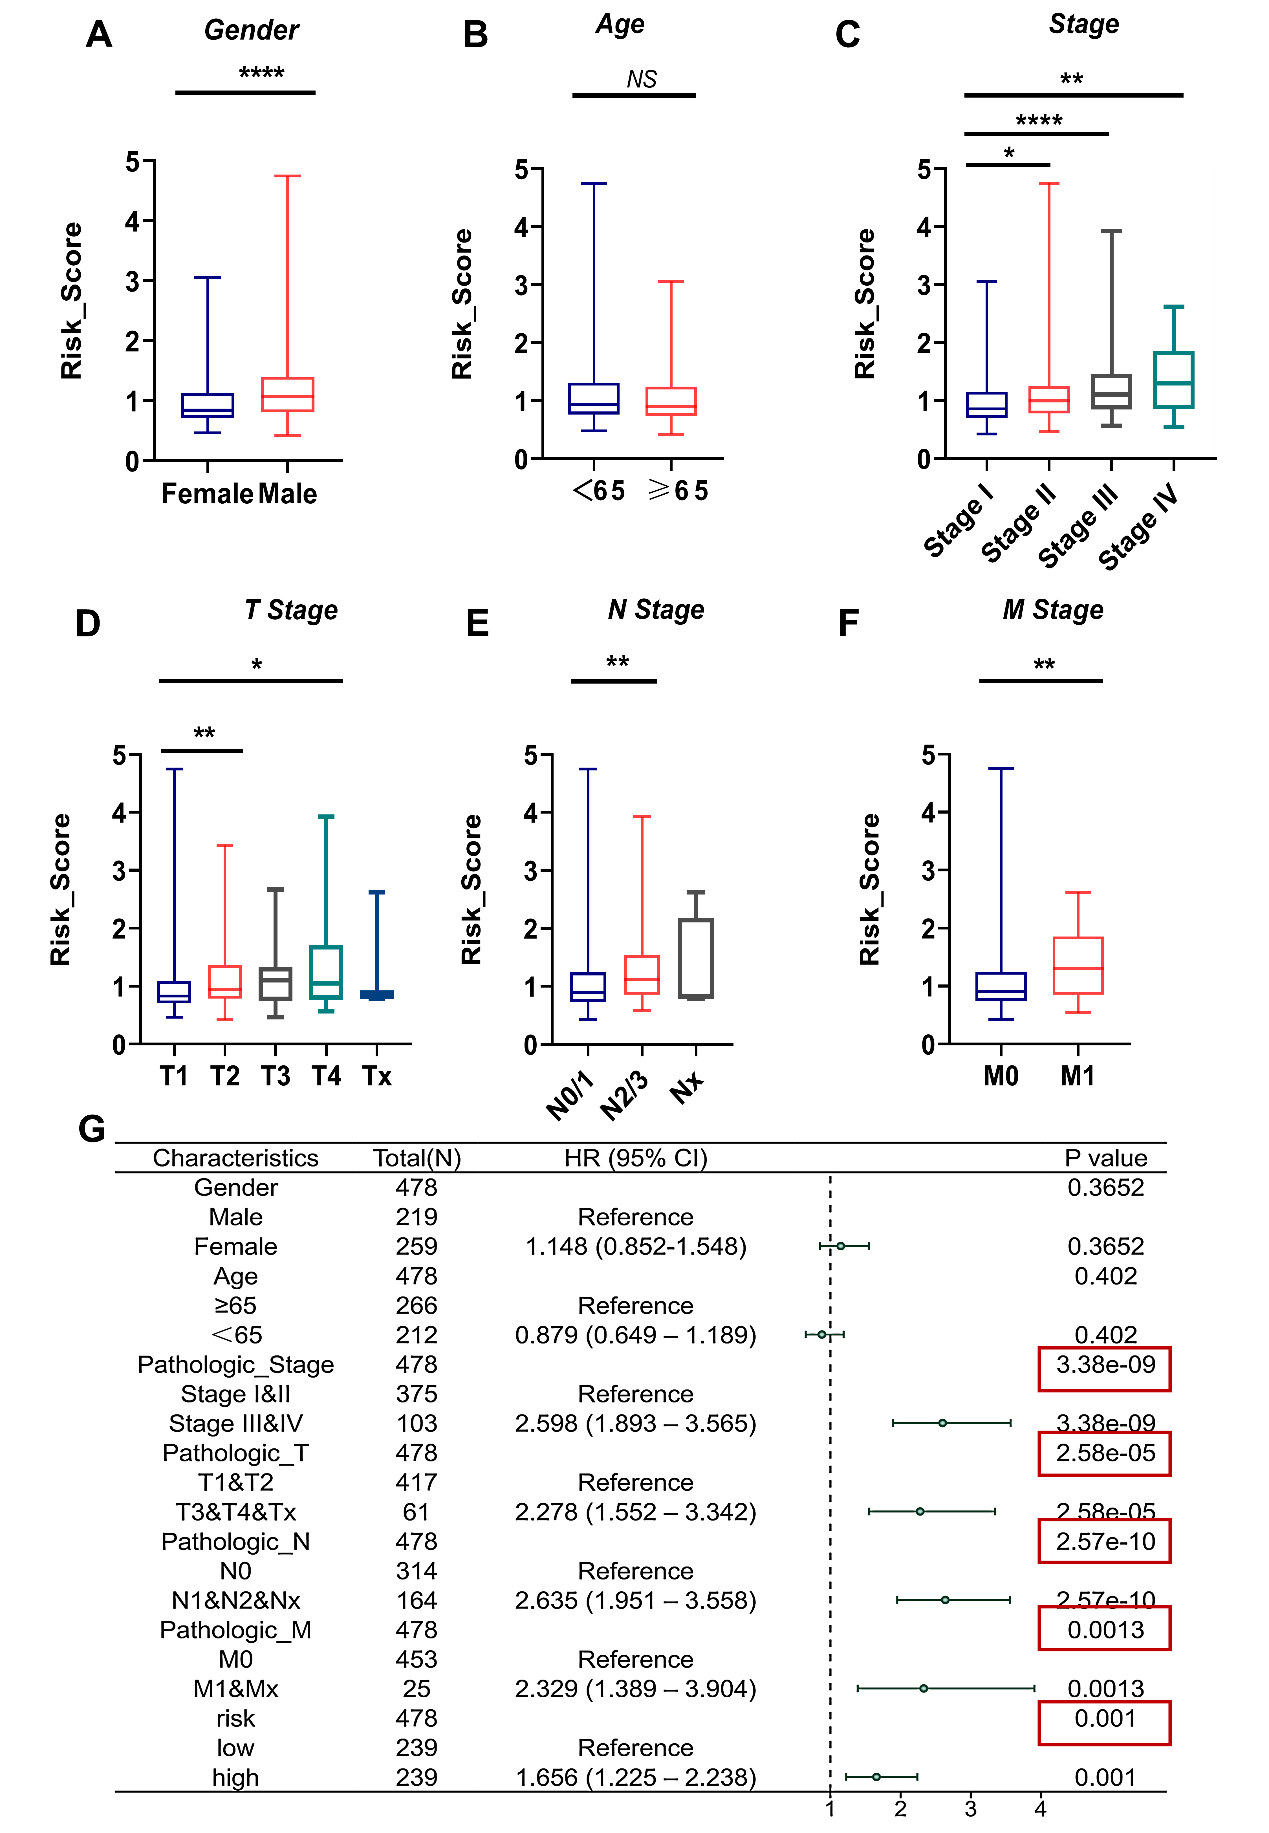 A Gender
****
Risk_Score
5
4
3
2
1
0
Female Male
B Age
NS
Risk_Score
5
4
3
2
1
0
<65 ≥65
C Stage
**
****
*
Risk_Score
5
4
3
2
1
0
Stage I Stage II Stage III Stage IV
D T Stage
*
**
Risk_Score
5
4
3
2
1
0
T1 T2 T3 T4 Tx
E N Stage
**
Risk_Score
5
4
3
2
1
0
N0/1 N2/3 Nx
F M Stage
**
Risk_Score
5
4
3
2
1
0
M0 M1
G
Characteristics Total(N) HR (95% CI) P value
Gender 478 0.3652
Male 219 Reference
Female 259 1.148 (0.852-1.548) 0.3652
Age 478 0.402
≥65 266 Reference
<65 212 0.879 (0.649 – 1.189) 0.402
Pathologic_Stage 478 3.38e-09
Stage I&II 375 Reference
Stage III&IV 103 2.598 (1.893 – 3.565) 3.38e-09
Pathologic_T 478 2.58e-05
T1&T2 417 Reference
T3&T4&Tx 61 2.278 (1.552 – 3.342) 2.58e-05
Pathologic_N 478 2.57e-10
N0 314 Reference
N1&N2&Nx 164 2.635 (1.951 – 3.558) 2.57e-10
Pathologic_M 478 0.0013
M0 453 Reference
M1&Mx 25 2.329 (1.389 – 3.904) 0.0013
risk 478 0.001
low 239 Reference
high 239 1.656 (1.225 – 2.238) 0.001
1 2 3 4